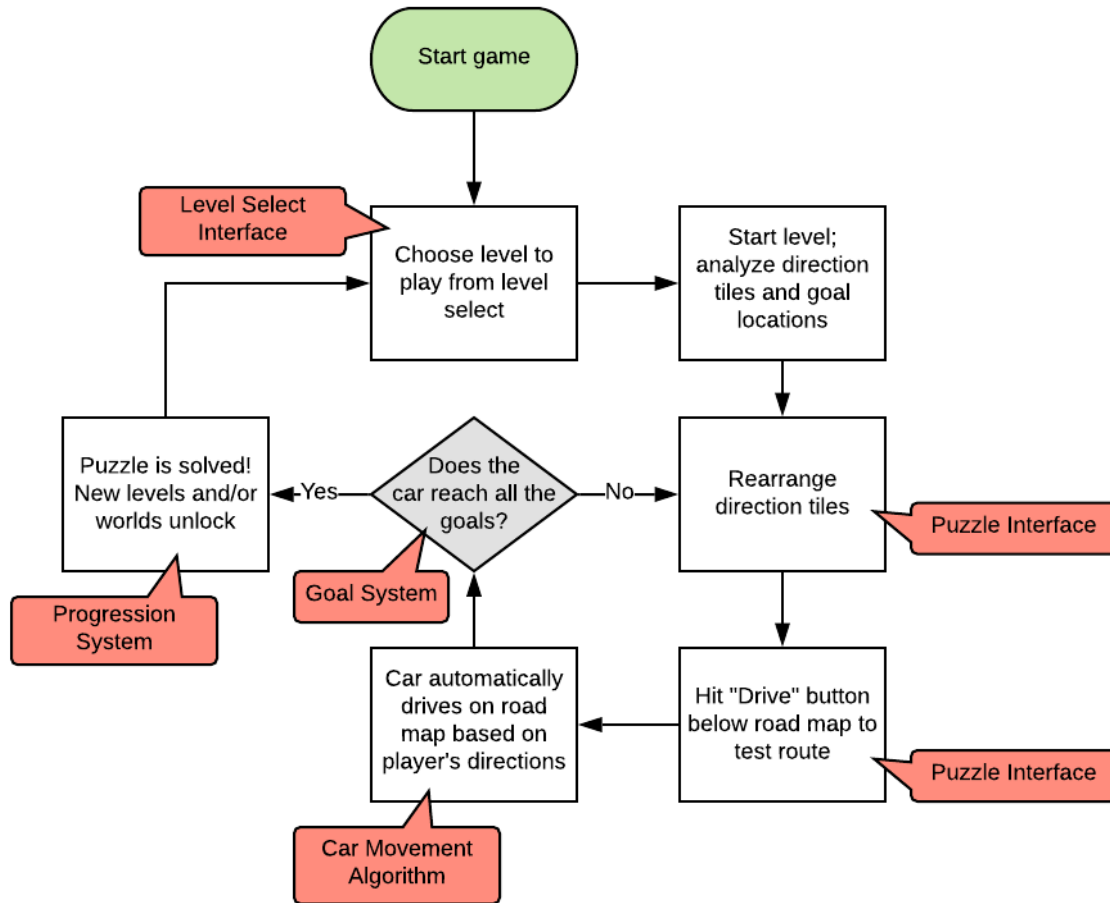 Start game
Level Select
Interface
Choose level to
play from level
select
Start level;
analyze direction
tiles and goal
locations
Puzzle is solved!
New levels and/or
worlds unlock
Yes
Does the
car reach all the
goals?
No
Rearrange
direction tiles
Puzzle Interface
Goal System
Progression
System
Car automatically
drives on road
map based on
player's directions
Hit "Drive" button
below road map to
test route
Puzzle Interface
Car Movement
Algorithm